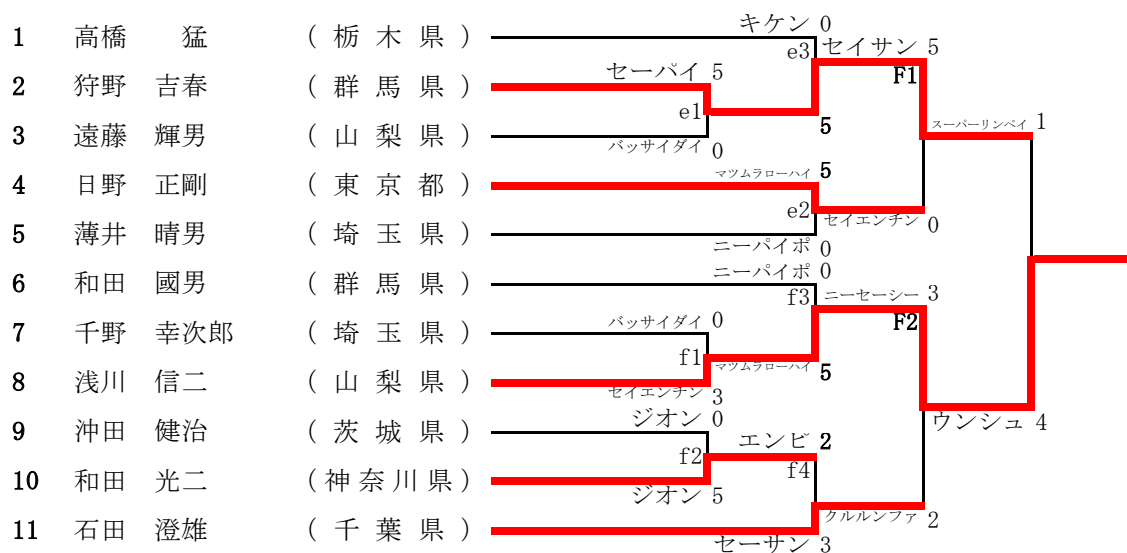 キケン 0
1 高橋 猛 ( 栃 木 県 )
e3 セイサン 5
セーパイ 5
F1
2 狩野 吉春 ( 群 馬 県 )
e1
5
スーパーリンペイ 1
3 遠藤 輝男 ( 山 梨 県 )
バッサイダイ 0
マツムラローハイ 5
4 日野 正剛 ( 東 京 都 )
e2
セイエンチン 0
5 薄井 晴男 ( 埼 玉 県 )
ニーパイポ 0
ニーパイポ 0
6 和田 國男 ( 群 馬 県 )
f3 ニーセーシー 3
バッサイダイ 0
F2
7 千野 幸次郎 ( 埼 玉 県 )
f1
マツムラローハイ 5
8 浅川 信二 ( 山 梨 県 )
セイエンチン 3
ジオン 0
ウンシュ 4
9 沖田 健治 ( 茨 城 県 )
エンピ 2
f2
f4
10 和田 光二 ( 神 奈 川 県 )
ジオン 5
クルルンファ 2
11 石田 澄雄 ( 千 葉 県 )
セーサン 3